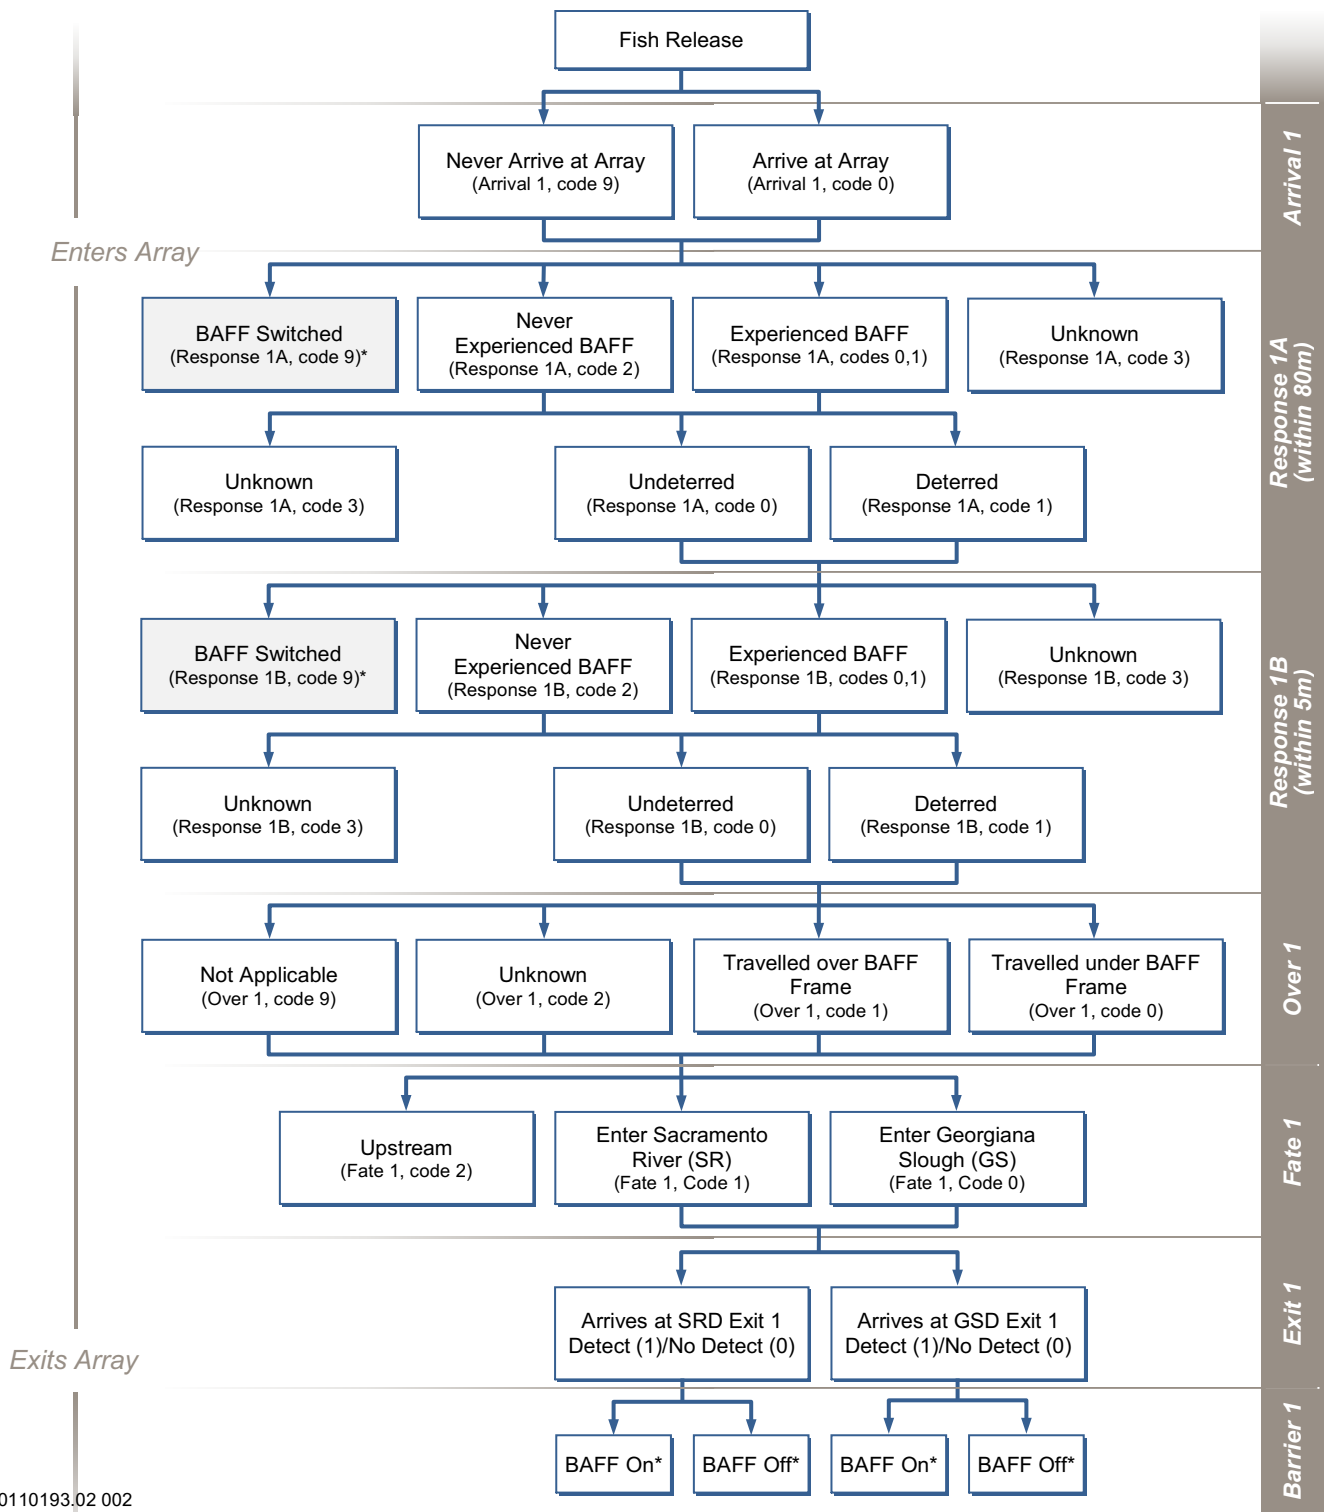 Fish Release
Never Arrive at Array
(Arrival 1, code 9)
Arrive at Array
(Arrival 1, code 0)
Arrival 1
Enters Array
BAFF Switched
(Response 1A, code 9)*
Never
Experienced BAFF
(Response 1A, code 2)
Experienced BAFF
(Response 1A, codes 0,1)
Unknown
(Response 1A, code 3)
Unknown
(Response 1A, code 3)
Undeterred
(Response 1A, code 0)
Deterred
(Response 1A, code 1)
Response 1A
(within 80m)
BAFF Switched
(Response 1B, code 9)*
Never
Experienced BAFF
(Response 1B, code 2)
Experienced BAFF
(Response 1B, codes 0,1)
Unknown
(Response 1B, code 3)
Unknown
(Response 1B, code 3)
Undeterred
(Response 1B, code 0)
Deterred
(Response 1B, code 1)
Response 1B
(within 5m)
Not Applicable
(Over 1, code 9)
Unknown
(Over 1, code 2)
Travelled over BAFF
Frame
(Over 1, code 1)
Travelled under BAFF
Frame
(Over 1, code 0)
Over 1
Upstream
(Fate 1, code 2)
Enter Sacramento
River (SR)
(Fate 1, Code 1)
Enter Georgiana
Slough (GS)
(Fate 1, Code 0)
Fate 1
Arrives at SRD Exit 1
Detect (1)/No Detect (0)
Arrives at GSD Exit 1
Detect (1)/No Detect (0)
Exit 1
Exits Array
BAFF On*
BAFF Off*
BAFF On*
BAFF Off*
Barrier 1
0110193.02 002